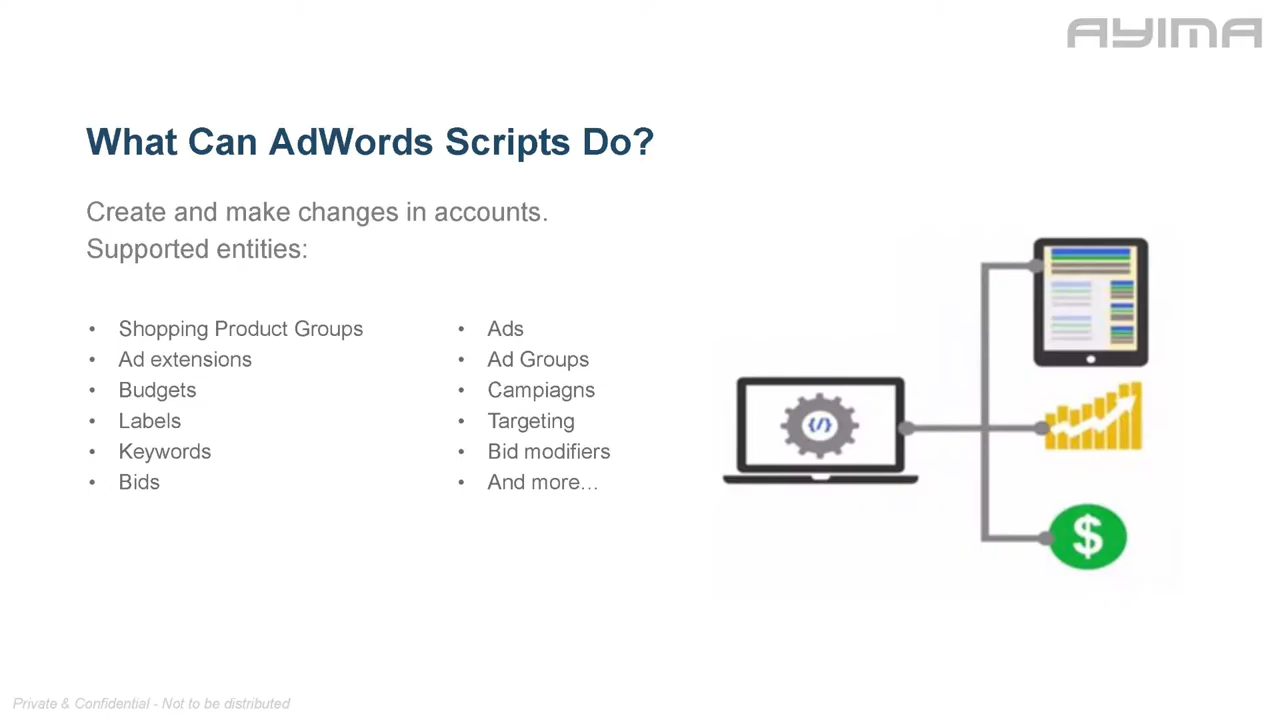 AYIMA
What Can AdWords Scripts Do?
Create and make changes in accounts.
Supported entities:
• Shopping Product Groups
• Ad extensions
• Budgets
• Labels
• Keywords
• Bids
• Ads
• Ad Groups
• Campiagns
• Targeting
• Bid modifiers
• And more…
{/}
$
Private & Confidential - Not to be distributed